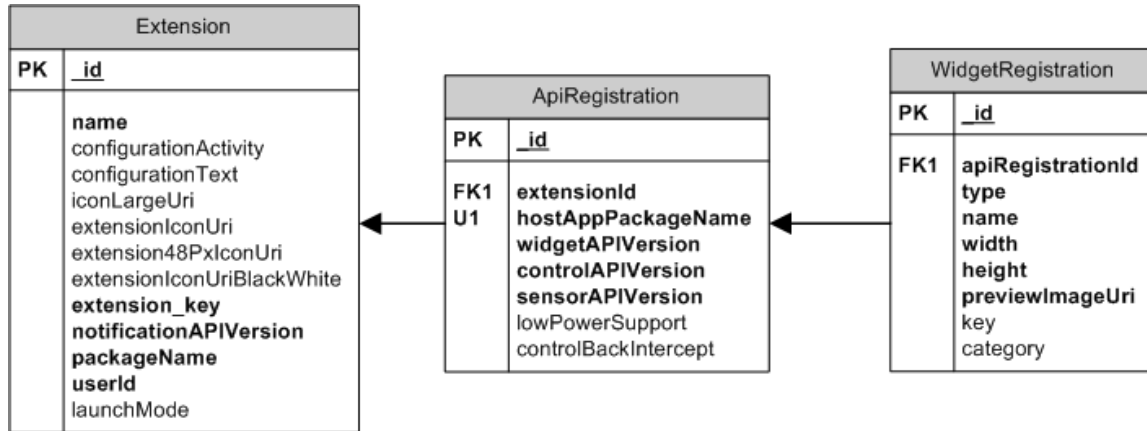 Extension
PK _id
name
configurationActivity
configurationText
iconLargeUri
extensionIconUri
extension48PxIconUri
extensionIconUriBlackWhite
extension_key
notificationAPIVersion
packageName
userId
launchMode
ApiRegistration
PK _id
FK1 extensionId
U1 hostAppPackageName
widgetAPIVersion
controlAPIVersion
sensorAPIVersion
lowPowerSupport
controlBackIntercept
WidgetRegistration
PK _id
FK1 apiRegistrationId
type
name
width
height
previewImageUri
key
category